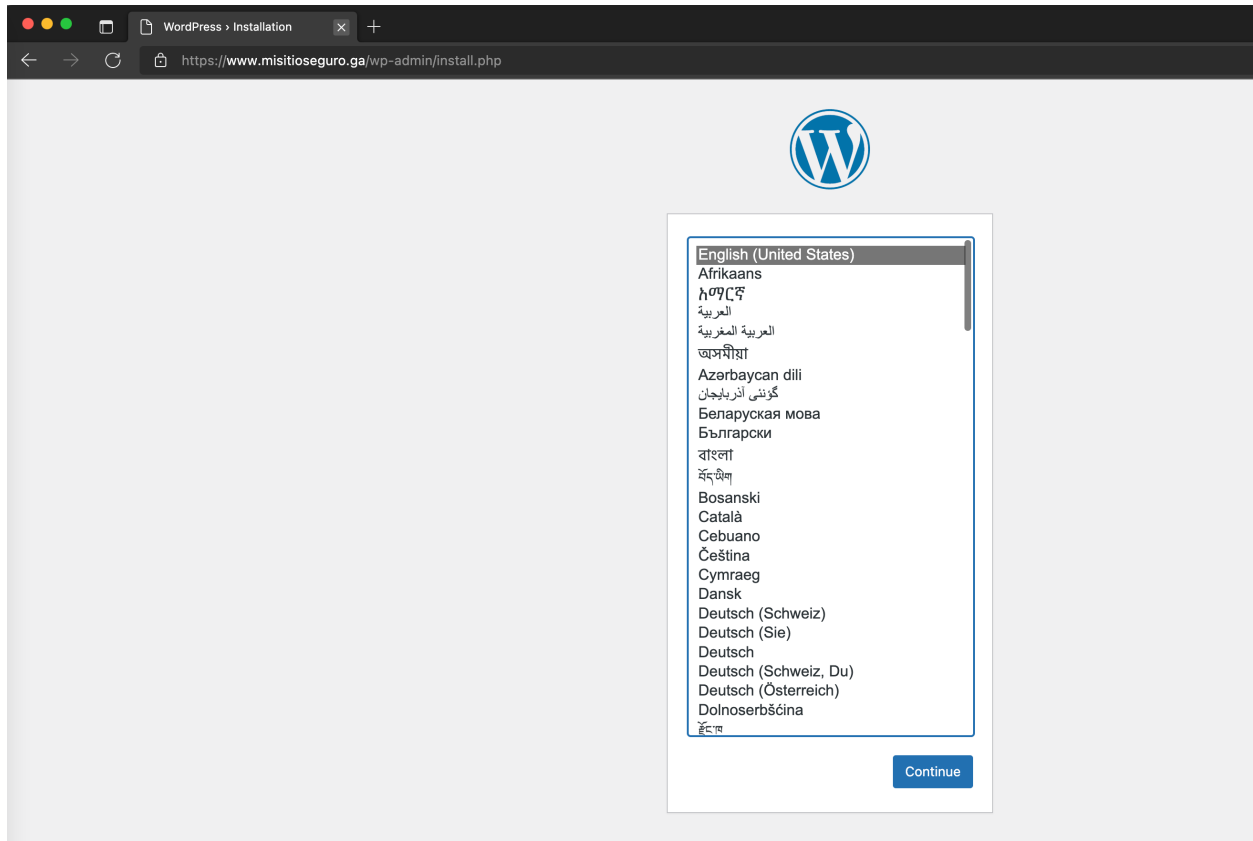 WordPress › Installation
https://www.misitioseguro.ga/wp-admin/install.php
English (United States)
Afrikaans
አማርኛ
العربية
العربية المغربية
অসমীয়া
Azərbaycan dili
گؤنئی آذربایجان
Беларуская мова
Български
বাংলা
བོད་ཡིག
Bosanski
Català
Cebuano
Čeština
Cymraeg
Dansk
Deutsch (Schweiz)
Deutsch (Sie)
Deutsch
Deutsch (Schweiz, Du)
Deutsch (Österreich)
Dolnoserbšćina
རྫོང་ཁ
Continue